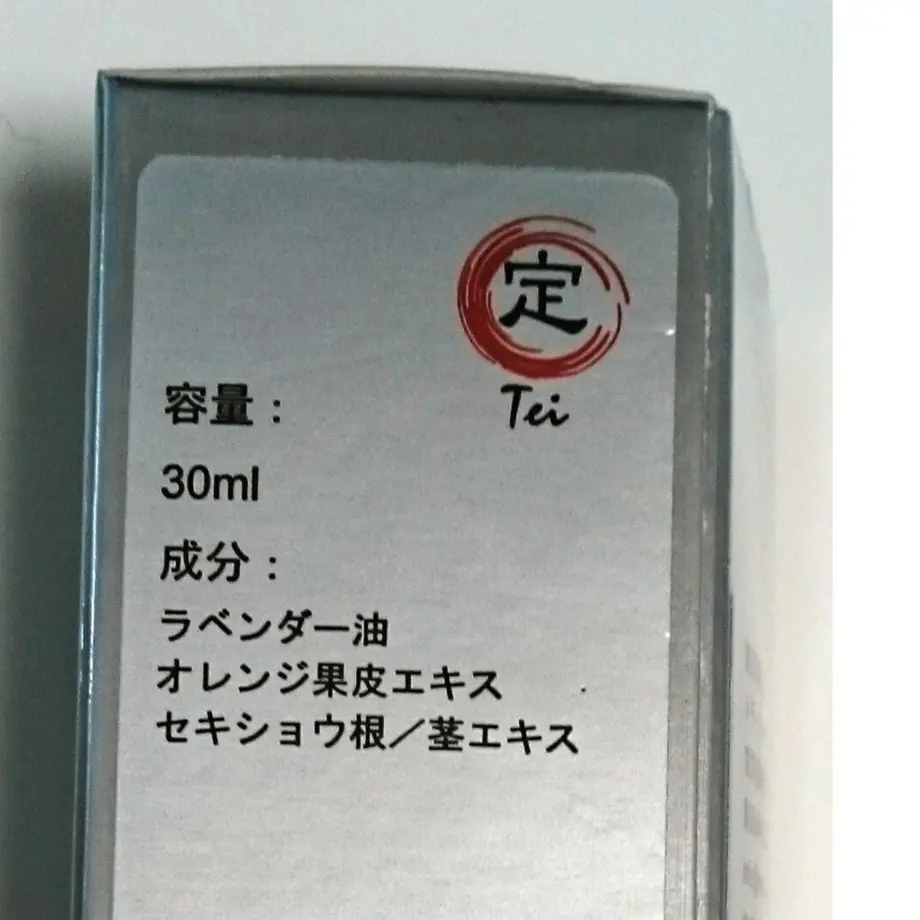 定
Tei
容量：
30ml
成分：
ラベンダー油
オレンジ果皮エキス
セキショウ根／茎エキス